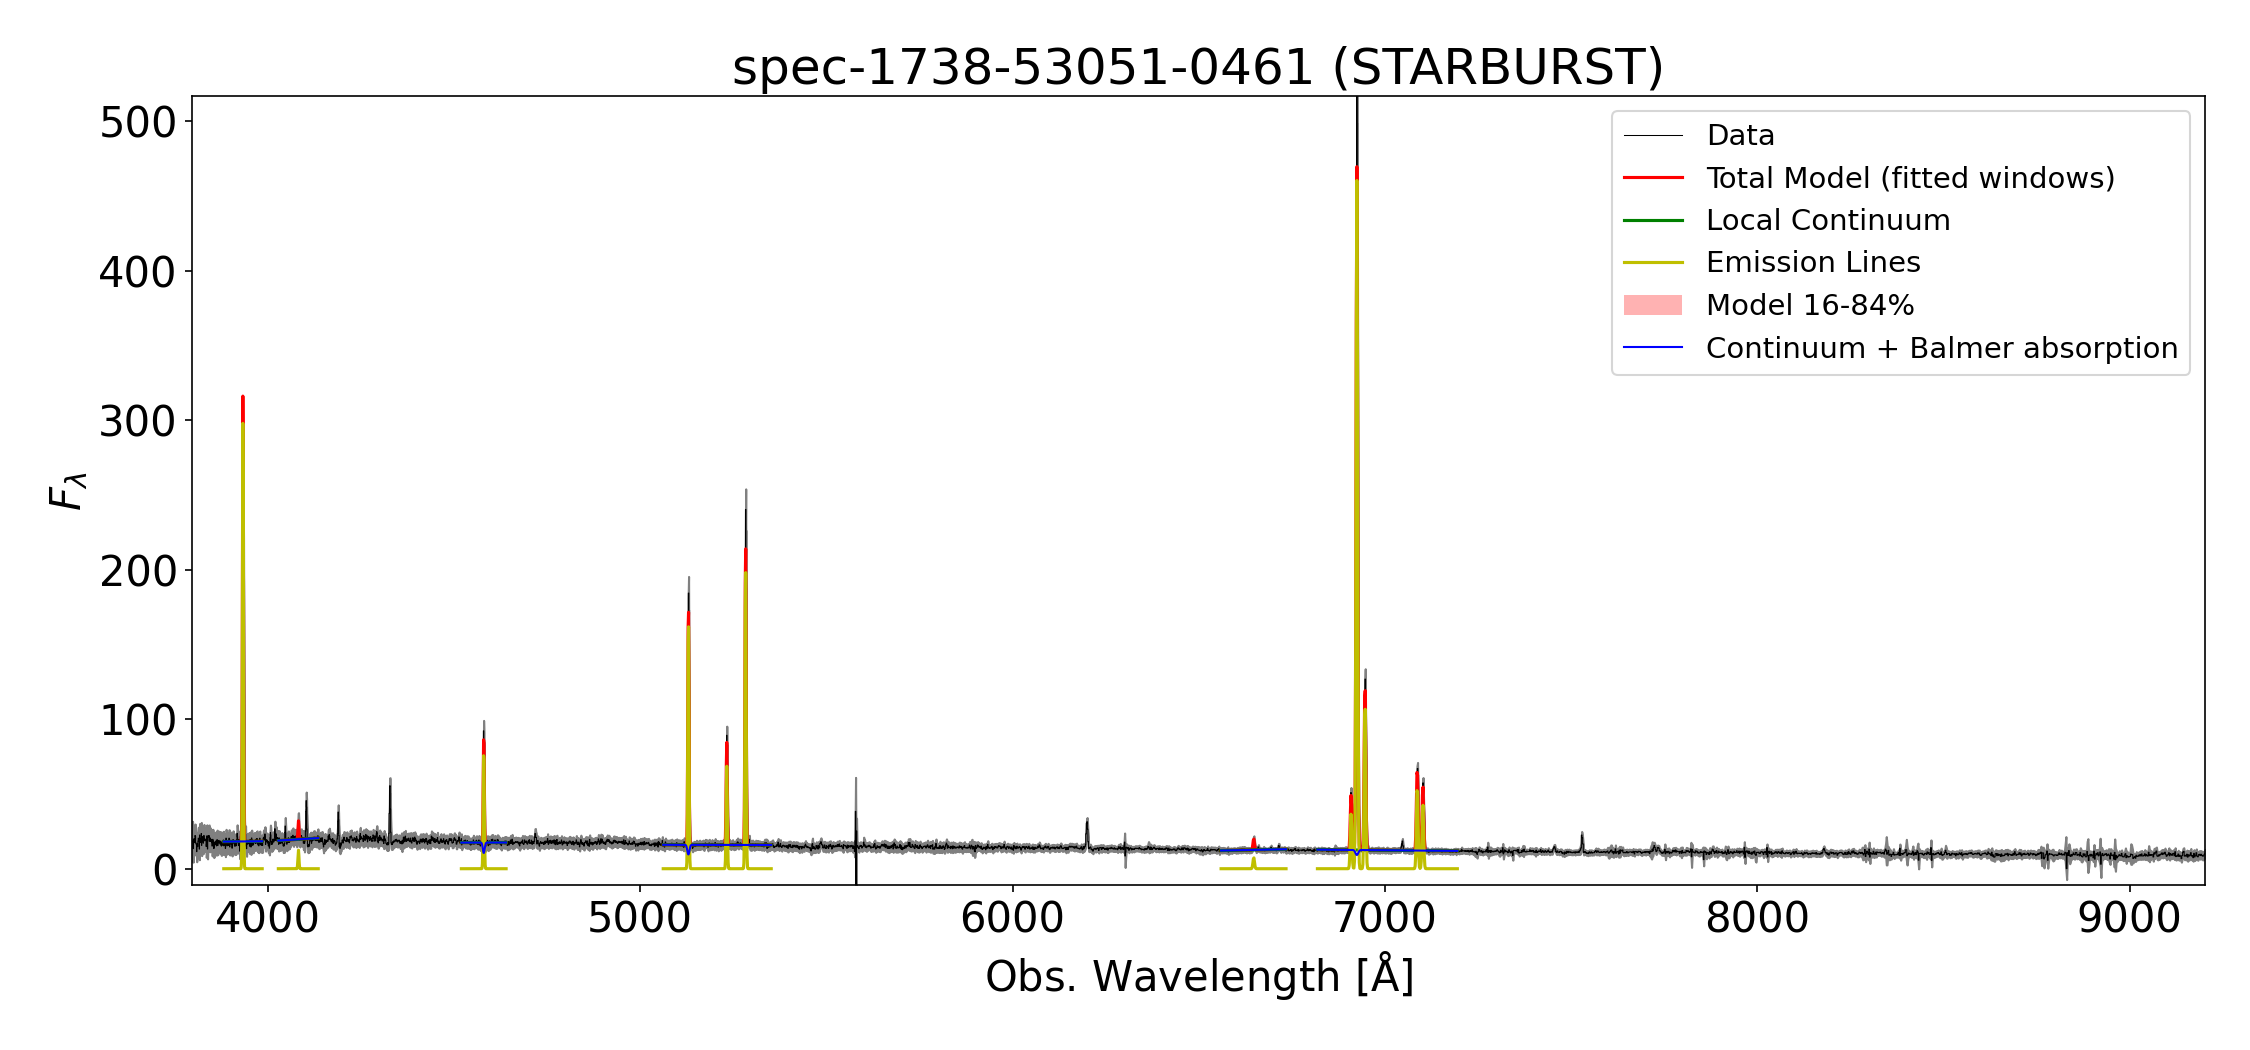 spec-1738-53051-0461 (STARBURST)
500
400
300
200
100
0
Fλ
Data
Total Model (fitted windows)
Local Continuum
Emission Lines
Model 16-84%
Continuum + Balmer absorption
4000 5000 6000 7000 8000 9000
Obs. Wavelength [Å]